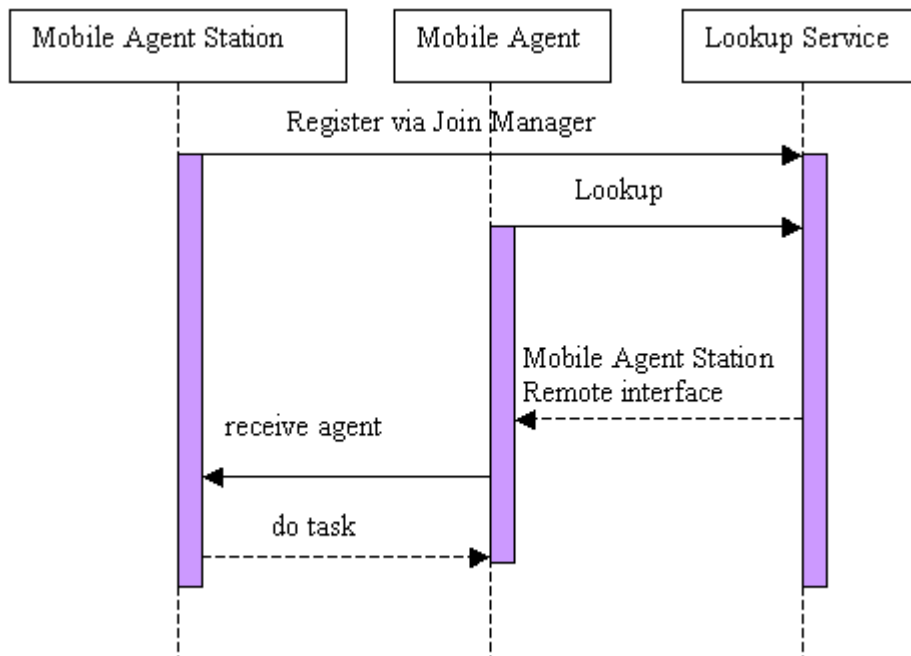 Mobile Agent Station
Mobile Agent
Lookup Service
Register via Join Manager
Lookup
Mobile Agent Station
Remote interface
receive agent
do task